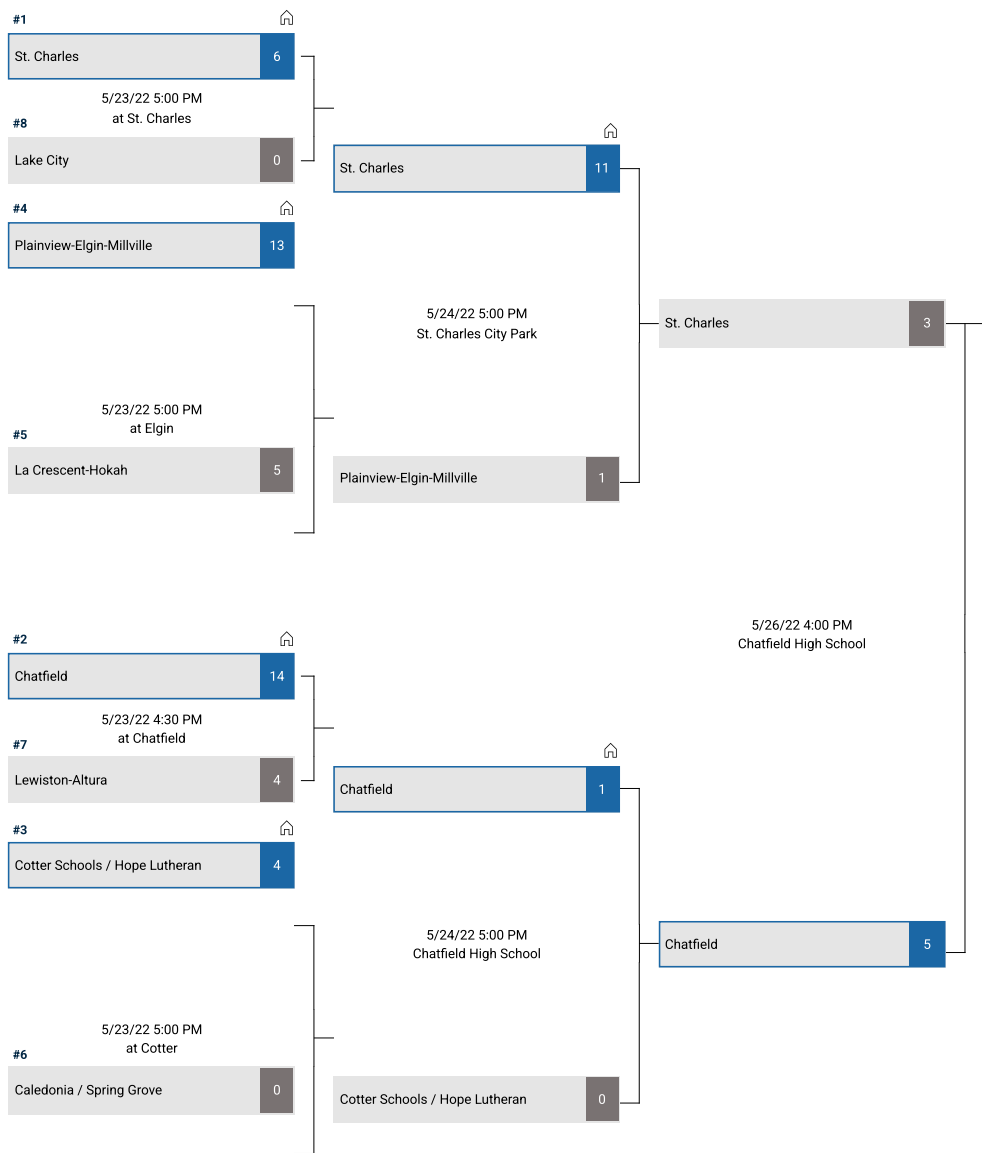 #1
St. Charles 6
5/23/22 5:00 PM
at St. Charles
#8
Lake City 0
#4
Plainview-Elgin-Millville 13
5/23/22 5:00 PM
at Elgin
#5
La Crescent-Hokah 5
St. Charles 11
5/24/22 5:00 PM
St. Charles City Park
Plainview-Elgin-Millville 1
#2
Chatfield 14
5/23/22 4:30 PM
at Chatfield
#7
Lewiston-Altura 4
#3
Cotter Schools / Hope Lutheran 4
5/23/22 5:00 PM
at Cotter
#6
Caledonia / Spring Grove 0
Chatfield 1
5/24/22 5:00 PM
Chatfield High School
Cotter Schools / Hope Lutheran 0
St. Charles 3
5/26/22 4:00 PM
Chatfield High School
Chatfield 5